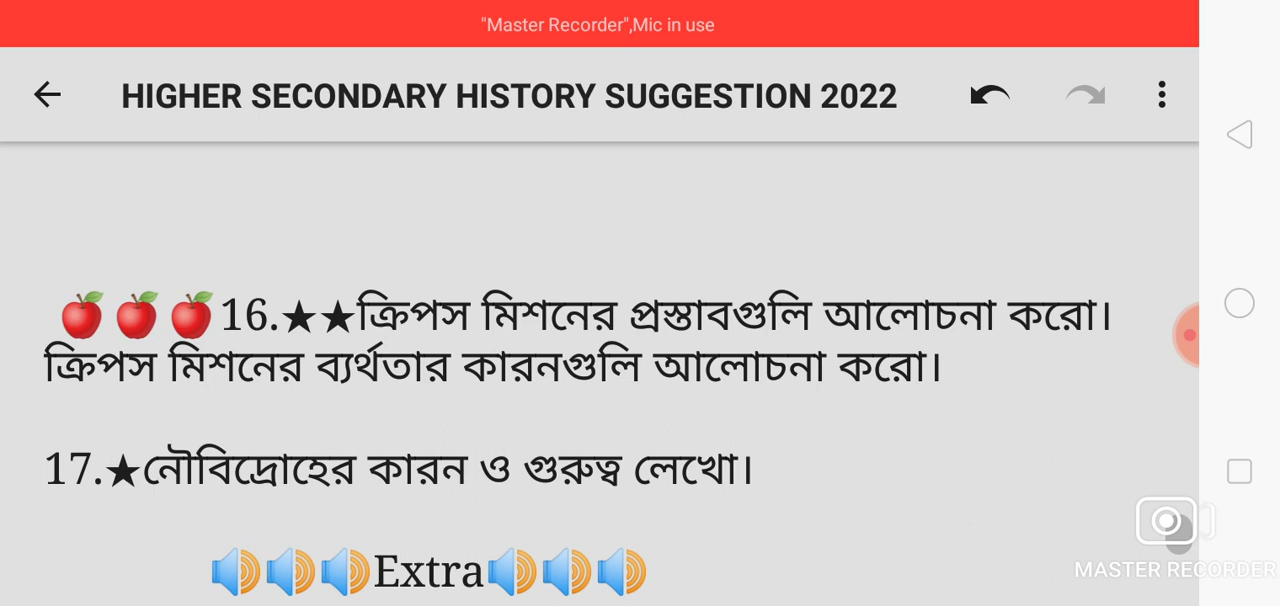 "Master Recorder",Mic in use
HIGHER SECONDARY HISTORY SUGGESTION 2022
🍎🍎🍎16.★★ক্রিপস মিশনের প্রস্তাবগুলি আলোচনা করো।
ক্রিপস মিশনের ব্যর্থতার কারনগুলি আলোচনা করো।
17.★নৌবিদ্রোহের কারন ও গুরুত্ব লেখো।
🔊🔊🔊Extra🔊🔊🔊
MASTER RECORDER